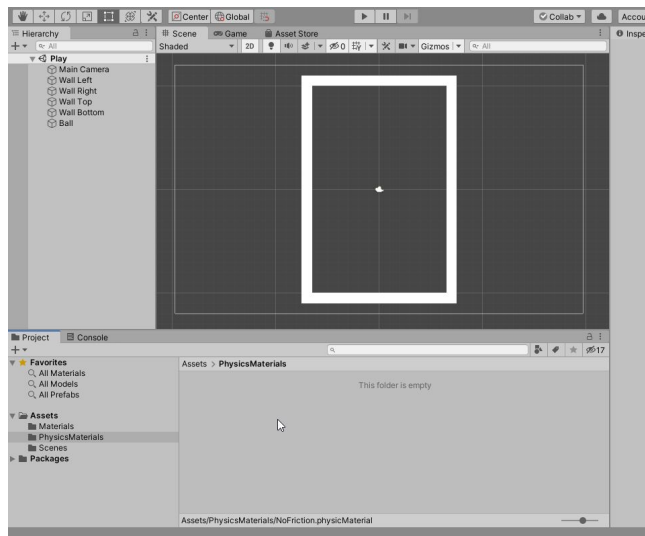 Center Global Collab Accou
Hierarchy Scene Game Asset Store Inspe
All Shaded 2D 0 Gizmos All
Play
Main Camera
Wall Left
Wall Right
Wall Top
Wall Bottom
Ball
Project Console
17
Favorites
All Materials
All Models
All Prefabs
Assets
Materials
PhysicsMaterials
Scenes
Packages
Assets > PhysicsMaterials
This folder is empty
Assets/PhysicsMaterials/NoFriction.physicMaterial